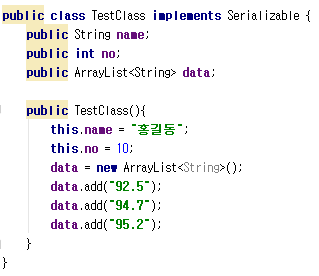 public class TestClass implements Serializable {
public String name;
public int no;
public ArrayList<String> data;
public TestClass(){
this.name = "홍길동";
this.no = 10;
data = new ArrayList<String>();
data.add("92.5");
data.add("94.7");
data.add("95.2");
}
}